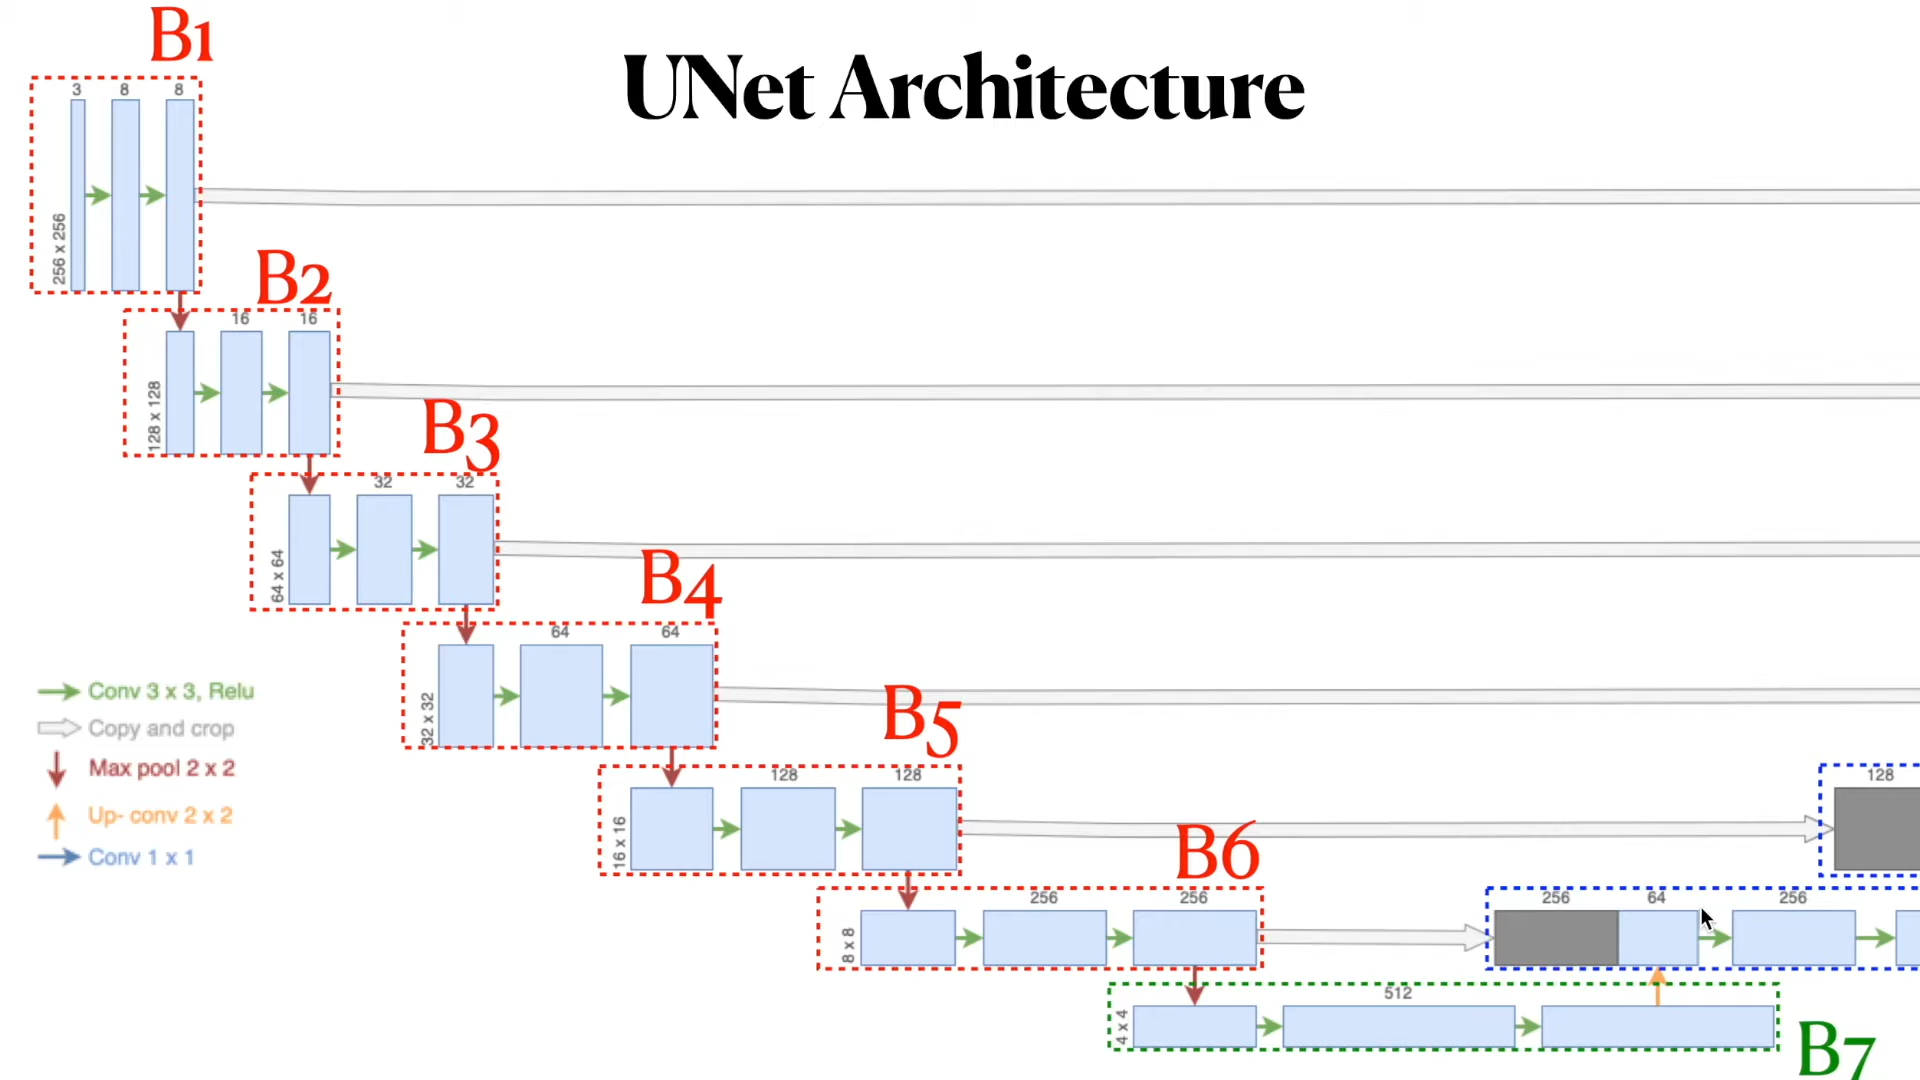 B1
UNet Architecture
3 8 8
256 x 256
B2
16 16
128 x 128
B3
32 32
64 x 64
B4
64 64
32 x 32
Conv 3 x 3, Relu
Copy and crop
Max pool 2 x 2
Up- conv 2 x 2
Conv 1 x 1
B5
128 128
16 x 16
128
B6
256 256
8 x 8
256 64 256
512
4 x 4
B7